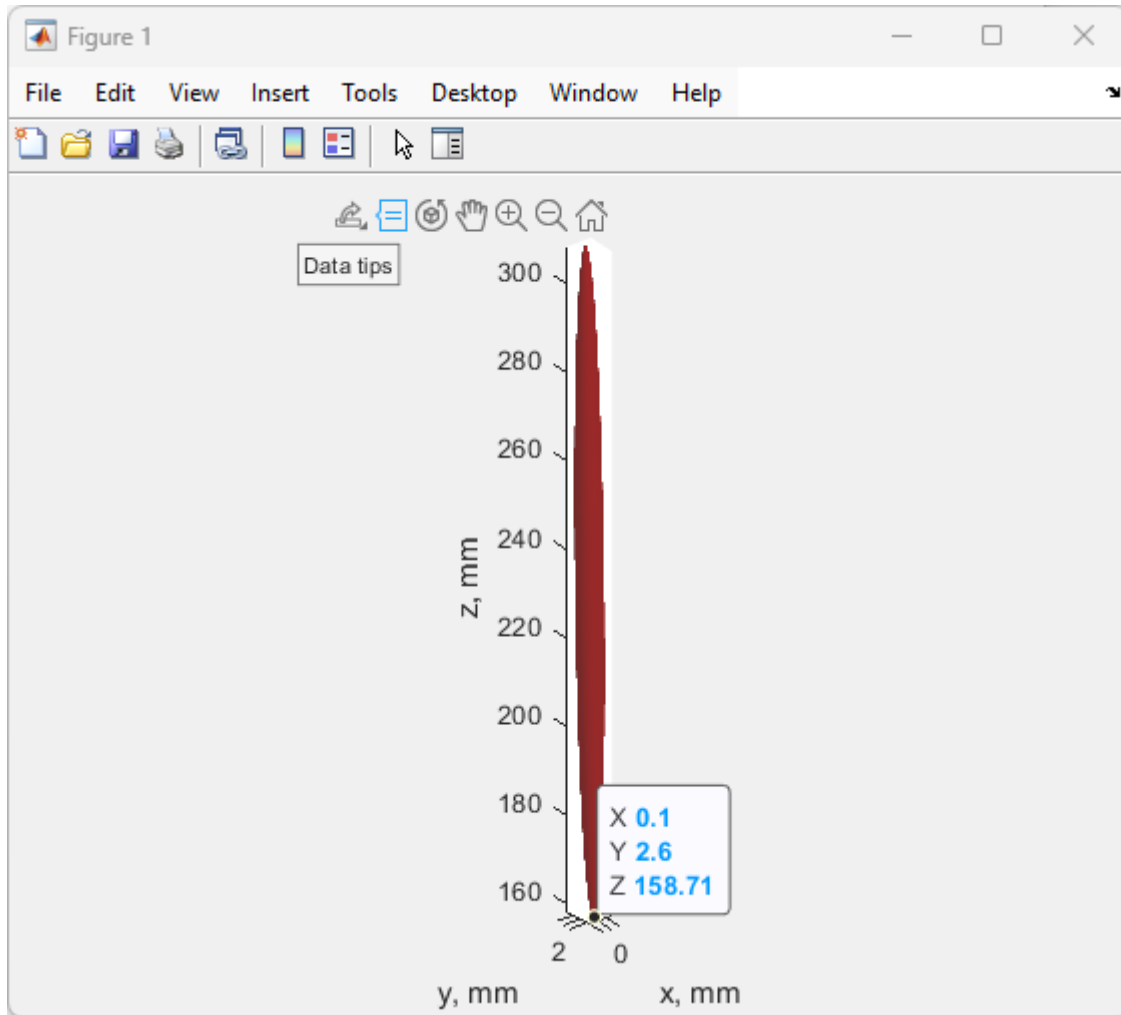 Figure 1
File Edit View Insert Tools Desktop Window Help
Data tips
300
280
260
240
220
200
180
160
z, mm
X 0.1
Y 2.6
Z 158.71
2 0
y, mm x, mm